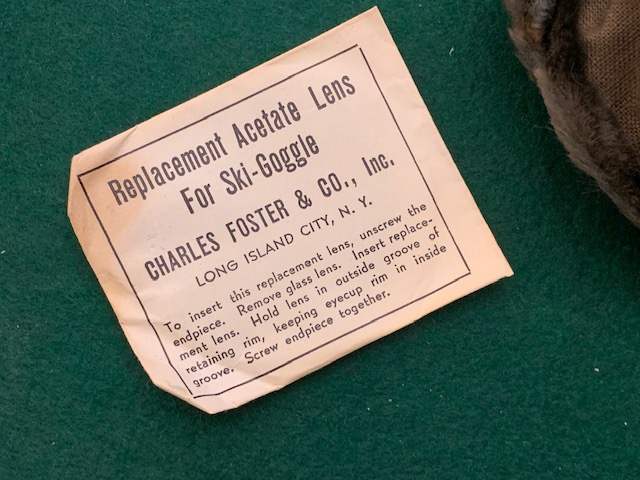 Replacement Acetate Lens
For Ski-Goggle
CHARLES FOSTER & CO., Inc.
LONG ISLAND CITY, N. Y.
To insert this replacement lens, unscrew the
endpiece. Remove glass lens. Insert replace-
ment lens. Hold lens in outside groove of
retaining rim, keeping eyecup rim in inside
groove. Screw endpiece together.